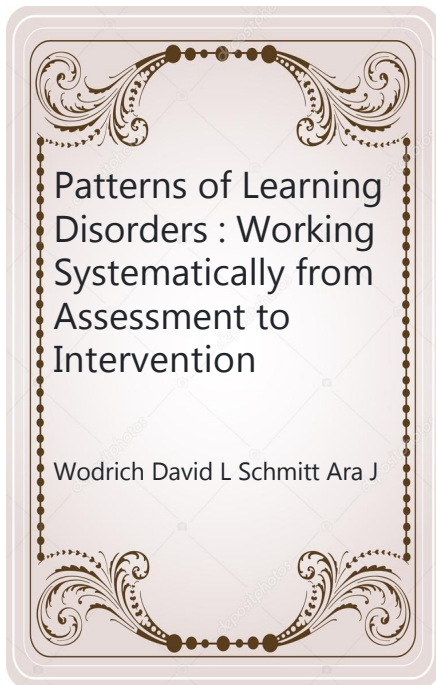 Patterns of Learning
Disorders : Working
Systematically from
Assessment to
Intervention
Wodrich David L Schmitt Ara J